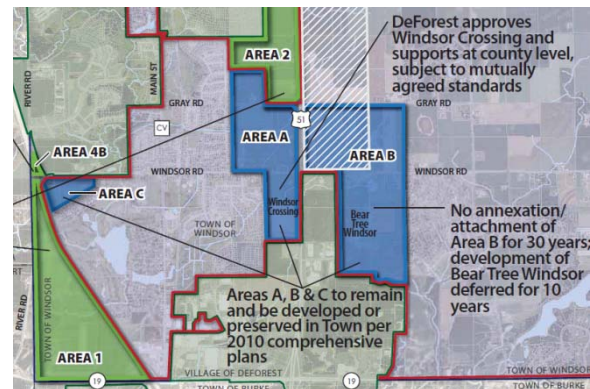 DeForest approves
Windsor Crossing and
supports at county level,
subject to mutually
agreed standards
AREA 2
MAIN ST
RIVER RD
GRAY RD
GRAY RD
51
CV
AREA A
AREA B
AREA 4B
WINDSOR RD
WINDSOR RD
AREA C
Windsor
Crossing
Bear
Tree
Windsor
TOWN OF
WINDSOR
No annexation/
attachment of
Area B for 30 years;
development of
Bear Tree Windsor
deferred for 10
years
Areas A, B & C to remain
and be developed or
preserved in Town per
2010 comprehensive
plans
RIVER RD
TOWN OF WINDSOR
AREA 1
19
VILLAGE OF DEFOREST
19
TOWN OF WINDSOR
TOWN OF BURKE
TOWN OF BURKE